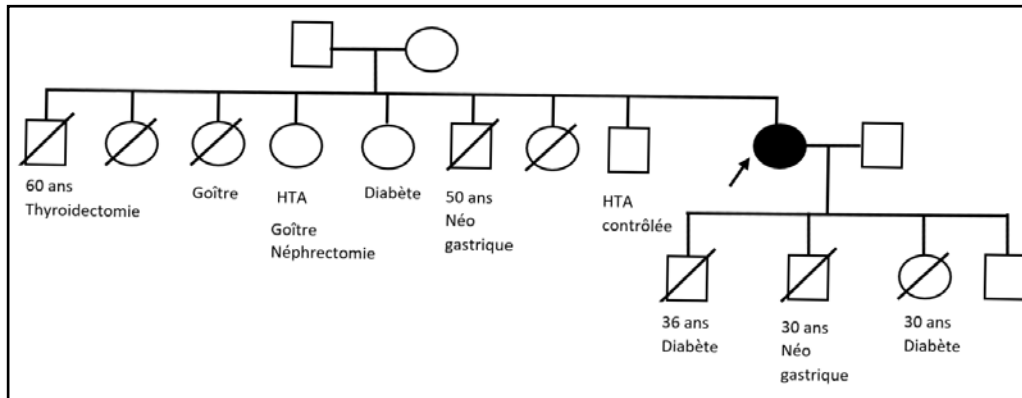 60 ans
Thyroidectomie
Goître
HTA
Goître
Néphrectomie
Diabète
50 ans
Néo
gastrique
HTA
contrôlée
36 ans
Diabète
30 ans
Néo
gastrique
30 ans
Diabète